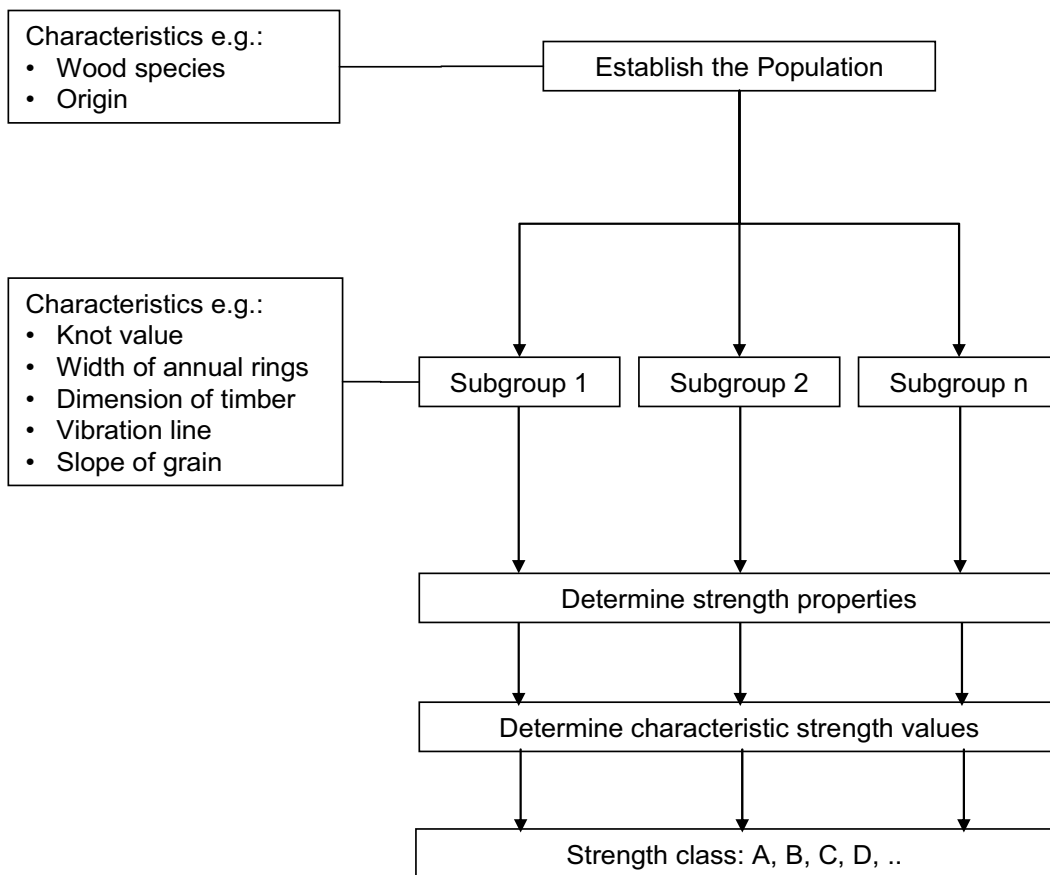 Characteristics e.g.:
• Wood species
• Origin
Establish the Population
Characteristics e.g.:
• Knot value
• Width of annual rings
• Dimension of timber
• Vibration line
• Slope of grain
Subgroup 1
Subgroup 2
Subgroup n
Determine strength properties
Determine characteristic strength values
Strength class: A, B, C, D, ..